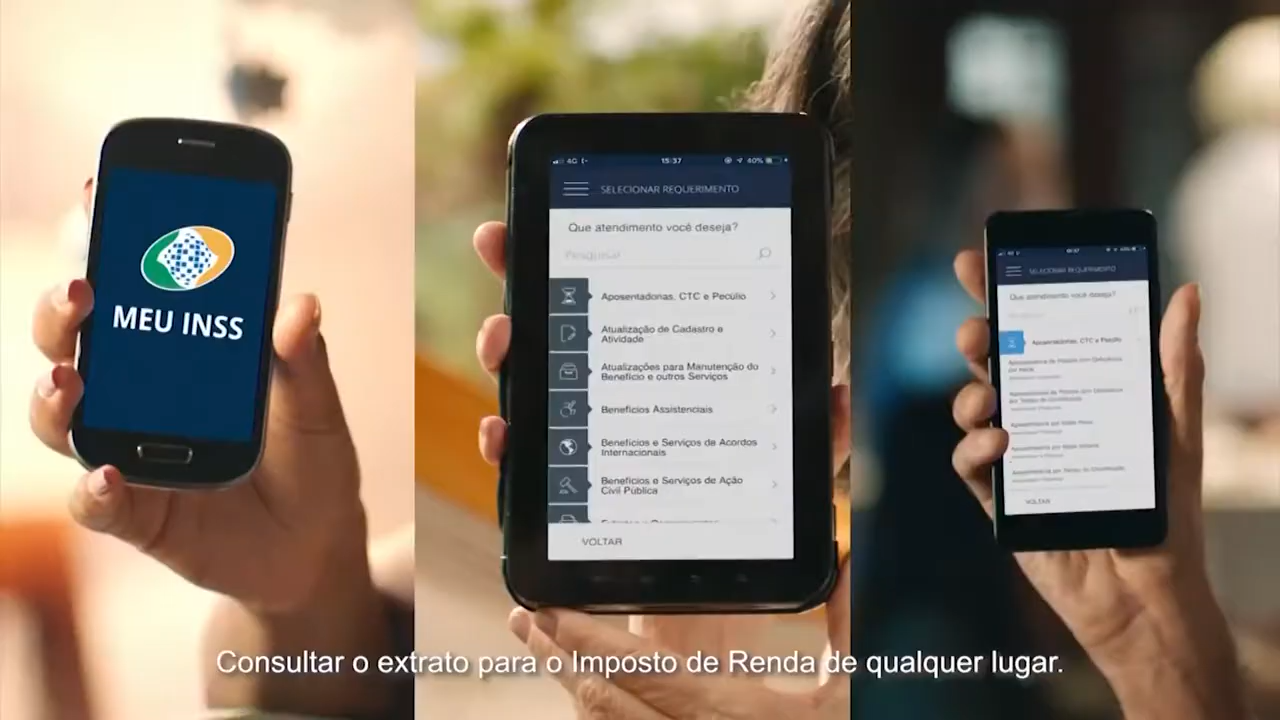 MEU INSS
4G
15:37
40%
SELECIONAR REQUERIMENTO
Que atendimento você deseja?
Pesquisar
Aposentadorias, CTC e Pecúlio
Atualização de Cadastro e
Atividade
Atualizações para Manutenção do
Benefício e outros Serviços
Benefícios Assistenciais
Benefícios e Serviços de Acordos
Internacionais
Benefícios e Serviços de Ação
Civil Pública
VOLTAR
SELECIONAR REQUERIMENTO
Que atendimento você deseja?
Aposentadorias, CTC e Pecúlio
VOLTAR
Consultar o extrato para o Imposto de Renda de qualquer lugar.